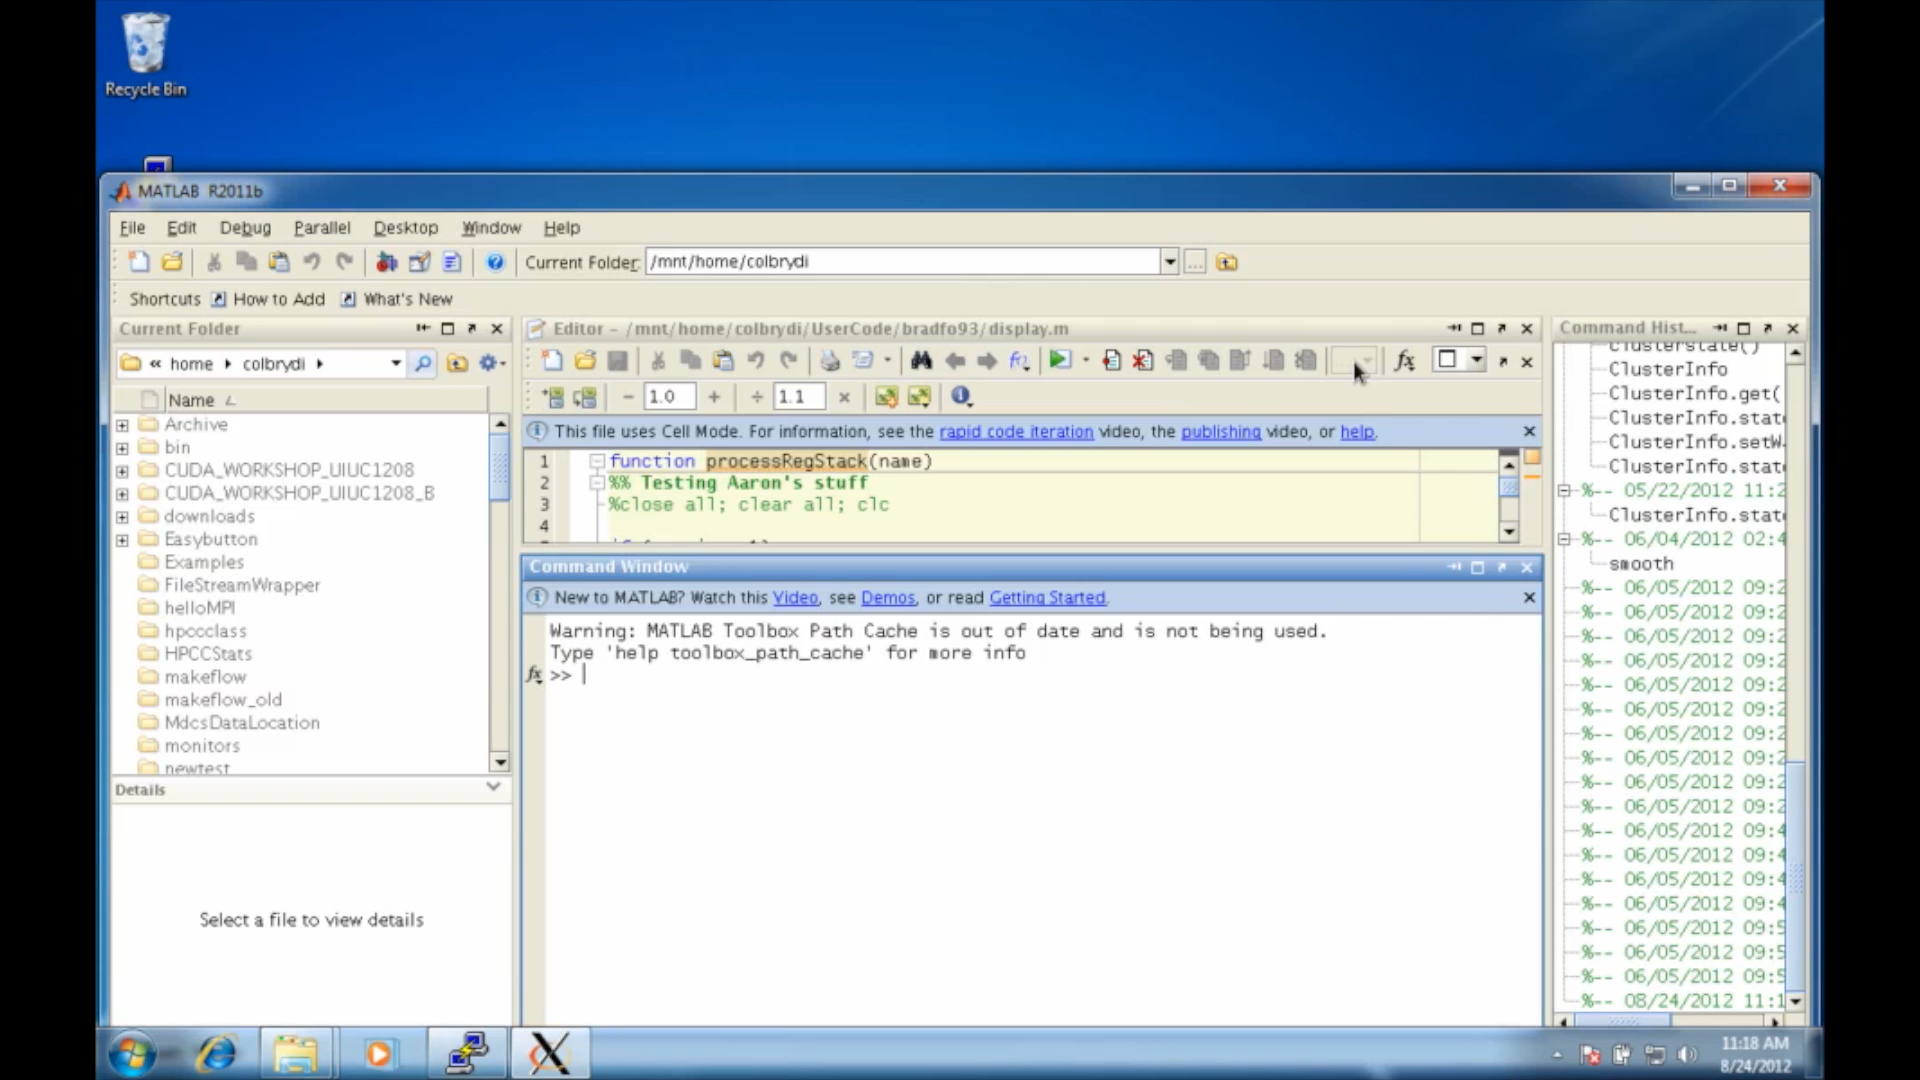 Recycle Bin
MATLAB R2011b
File Edit Debug Parallel Desktop Window Help
Current Folder: /mnt/home/colbrydi
Shortcuts How to Add What's New
Current Folder
« home colbrydi
Name
Archive
bin
CUDA_WORKSHOP_UIUC1208
CUDA_WORKSHOP_UIUC1208_B
downloads
Easybutton
Examples
FileStreamWrapper
helloMPI
hpccclass
HPCCStats
makeflow
makeflow_old
MdcsDataLocation
monitors
newtest
Details
Select a file to view details
Editor - /mnt/home/colbrydi/UserCode/bradfo93/display.m
- 1.0 + ÷ 1.1 ×
This file uses Cell Mode. For information, see the rapid code iteration video, the publishing video, or help.
1 function processRegStack(name)
2 %% Testing Aaron's stuff
3 %close all; clear all; clc
4
Command Window
New to MATLAB? Watch this Video, see Demos, or read Getting Started.
Warning: MATLAB Toolbox Path Cache is out of date and is not being used.
Type 'help toolbox_path_cache' for more info
fx >>
Command Hist...
ClusterInfo
ClusterInfo.get(
ClusterInfo.stat
ClusterInfo.setW
ClusterInfo.stat
%-- 05/22/2012 11:2
ClusterInfo.stat
%-- 06/04/2012 02:4
smooth
%-- 06/05/2012 09:2
%-- 06/05/2012 09:2
%-- 06/05/2012 09:2
%-- 06/05/2012 09:2
%-- 06/05/2012 09:2
%-- 06/05/2012 09:2
%-- 06/05/2012 09:2
%-- 06/05/2012 09:2
%-- 06/05/2012 09:2
%-- 06/05/2012 09:2
%-- 06/05/2012 09:4
%-- 06/05/2012 09:4
%-- 06/05/2012 09:4
%-- 06/05/2012 09:4
%-- 06/05/2012 09:5
%-- 06/05/2012 09:5
%-- 06/05/2012 09:5
%-- 08/24/2012 11:1
11:18 AM
8/24/2012